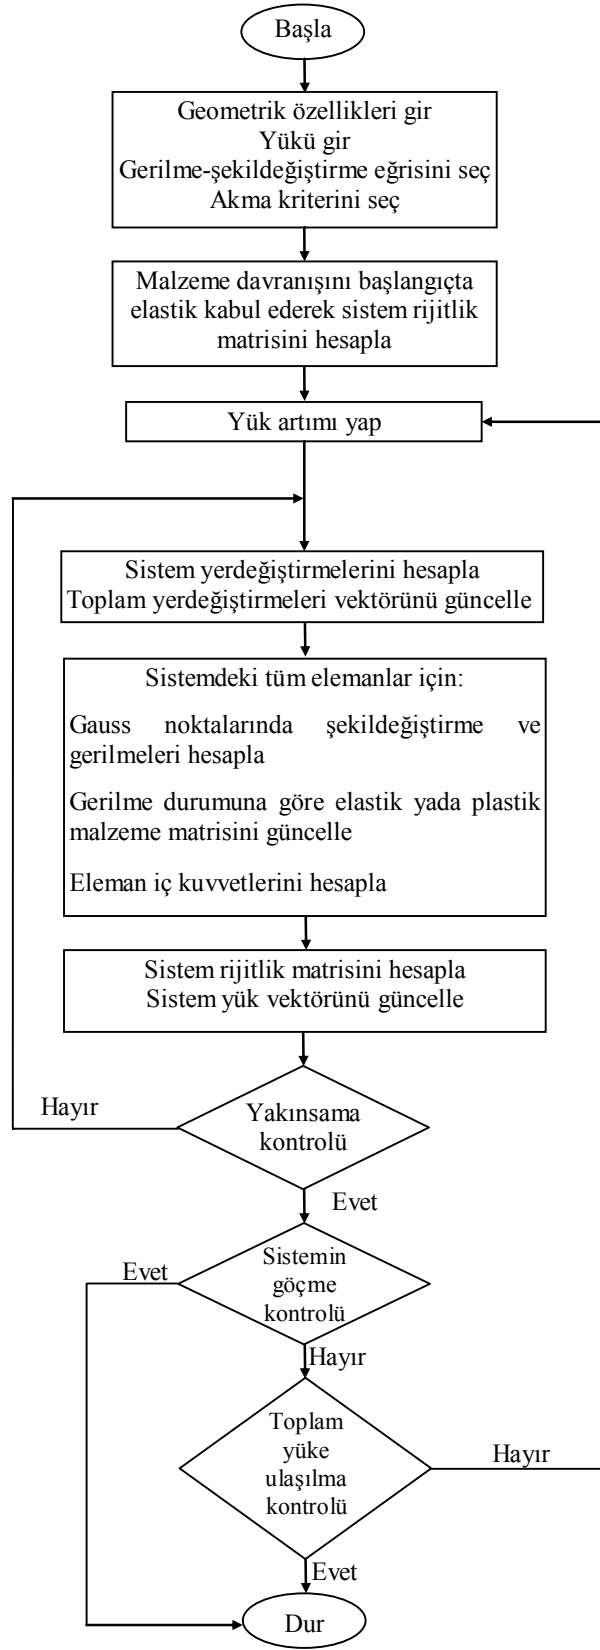 Başla
Geometrik özellikleri gir
Yükü gir
Gerilme-şekildeğiştirme eğrisini seç
Akma kriterini seç
Malzeme davranışını başlangıçta
elastik kabul ederek sistem rijitlik
matrisini hesapla
Yük artımı yap
Sistem yerdeğiştirmelerini hesapla
Toplam yerdeğiştirmeleri vektörünü güncelle
Sistemdeki tüm elemanlar için:
Gauss noktalarında şekildeğiştirme ve
gerilmeleri hesapla
Gerilme durumuna göre elastik yada plastik
malzeme matrisini güncelle
Eleman iç kuvvetlerini hesapla
Sistem rijitlik matrisini hesapla
Sistem yük vektörünü güncelle
Hayır
Yakınsama
kontrolü
Evet
Evet
Sistemin
göçme
kontrolü
Hayır
Toplam
yüke
ulaşılma
kontrolü
Hayır
Evet
Dur